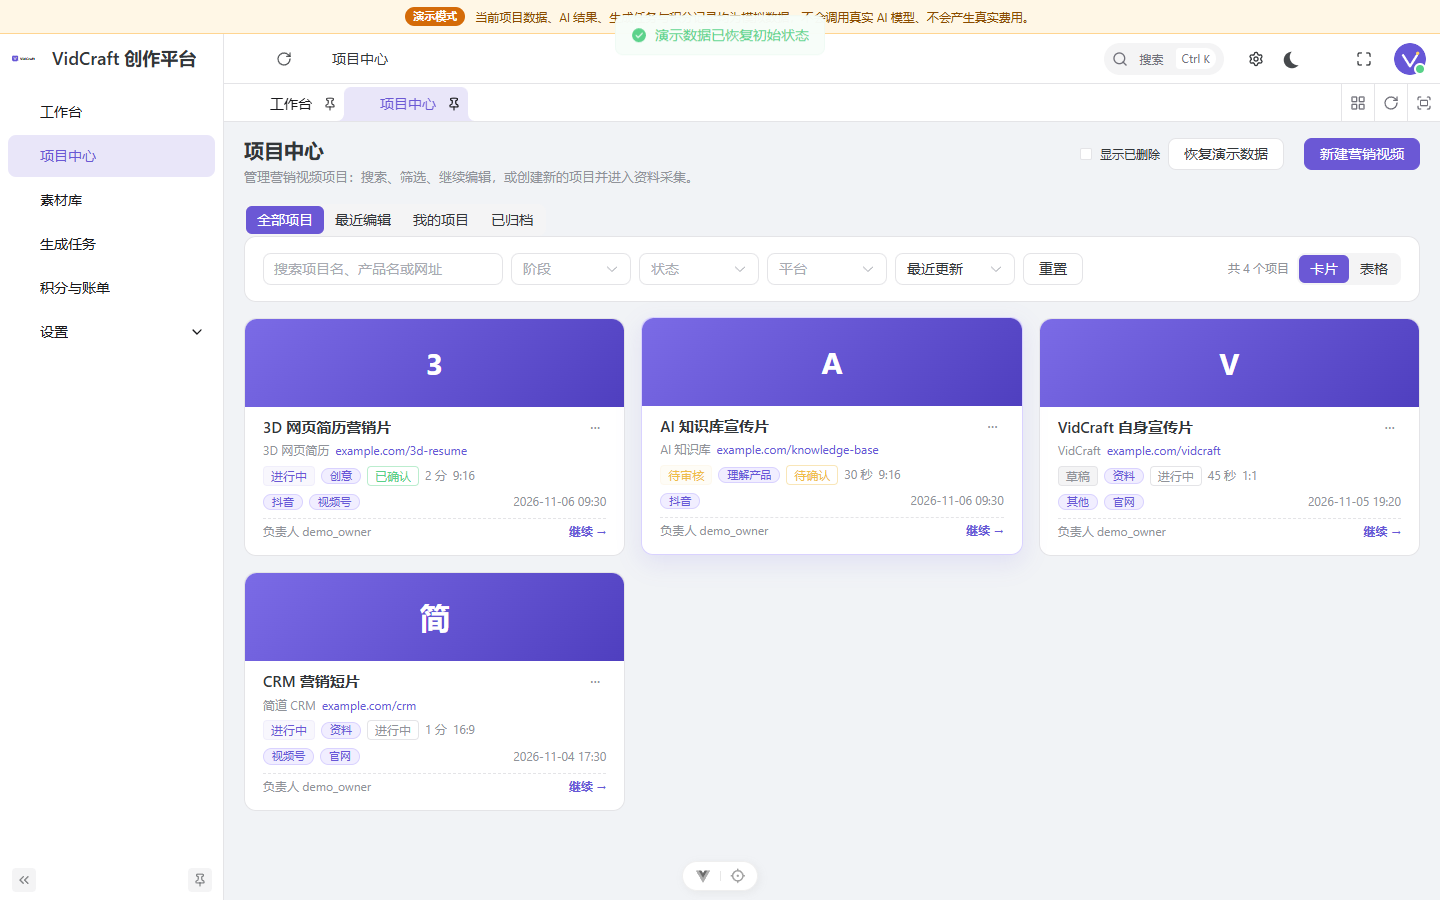 演示模式 当前项目数据、AI 结果、生成任务与积分记录均为模拟数据，不会调用真实 AI 模型、不会产生真实费用。
演示数据已恢复初始状态
VidCraft 创作平台
项目中心
搜索 Ctrl K
工作台
项目中心
素材库
生成任务
积分与账单
设置
工作台
项目中心
项目中心
管理营销视频项目：搜索、筛选、继续编辑，或创建新的项目并进入资料采集。
显示已删除
恢复演示数据
新建营销视频
全部项目 最近编辑 我的项目 已归档
搜索项目名、产品名或网址 阶段 状态 平台 最近更新 重置
共 4 个项目 卡片 表格
3
3D 网页简历营销片 ...
3D 网页简历 example.com/3d-resume
进行中 创意 已确认 2 分 9:16
抖音 视频号 2026-11-06 09:30
负责人 demo_owner 继续 →
A
AI 知识库宣传片 ...
AI 知识库 example.com/knowledge-base
待审核 理解产品 待确认 30 秒 9:16
抖音 2026-11-06 09:30
负责人 demo_owner 继续 →
V
VidCraft 自身宣传片 ...
VidCraft example.com/vidcraft
草稿 资料 进行中 45 秒 1:1
其他 官网 2026-11-05 19:20
负责人 demo_owner 继续 →
简
CRM 营销短片 ...
简道 CRM example.com/crm
进行中 资料 进行中 1 分 16:9
视频号 官网 2026-11-04 17:30
负责人 demo_owner 继续 →